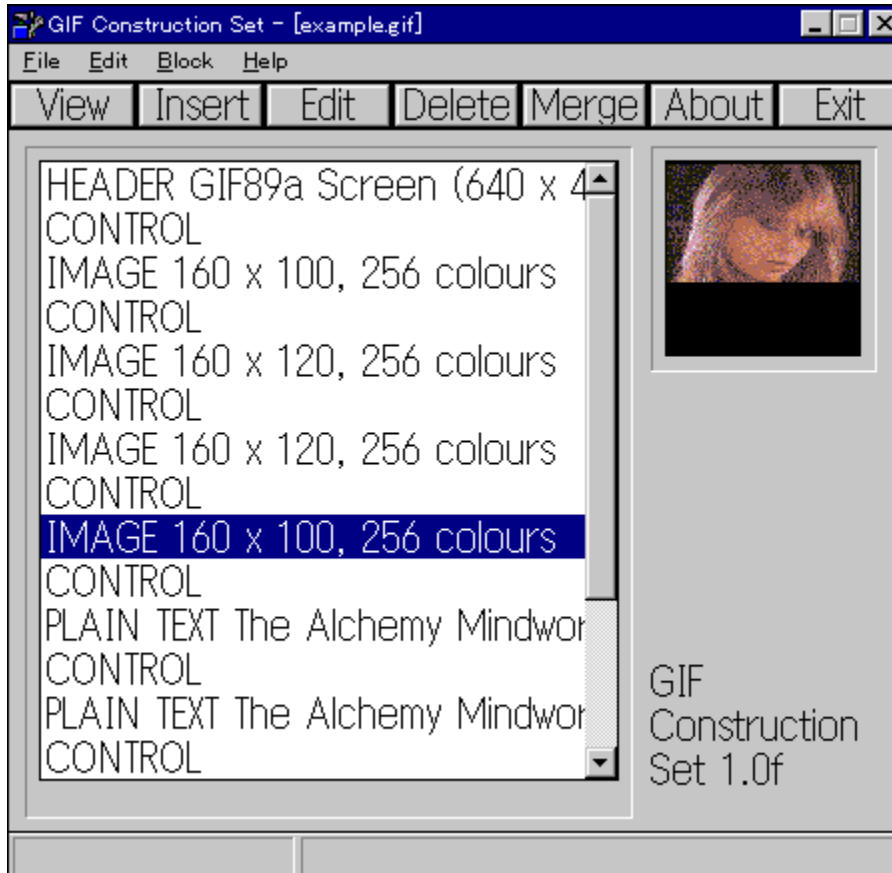 GIF Construction Set - [example.gif]
File Edit Block Help
View Insert Edit Delete Merge About Exit
HEADER GIF89a Screen (640 x 4
CONTROL
IMAGE 160 x 100, 256 colours
CONTROL
IMAGE 160 x 120, 256 colours
CONTROL
IMAGE 160 x 120, 256 colours
CONTROL
IMAGE 160 x 100, 256 colours
CONTROL
PLAIN TEXT The Alchemy Mindwor
CONTROL
PLAIN TEXT The Alchemy Mindwor
CONTROL
GIF
Construction
Set 1.0f